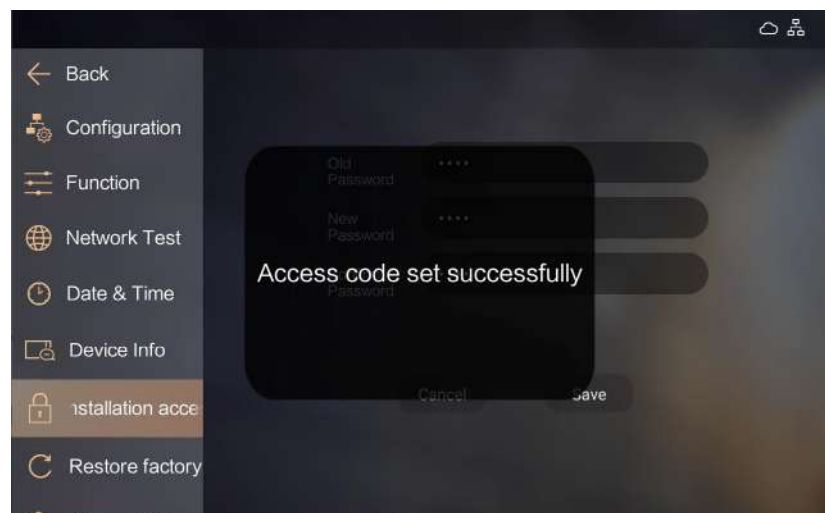 Back
Configuration
Function
Network Test
Date & Time
Device Info
nstallation acce
Restore factory
Old
Password
····
New
Password
····
Access code set successfully
Password
Cancel
Save